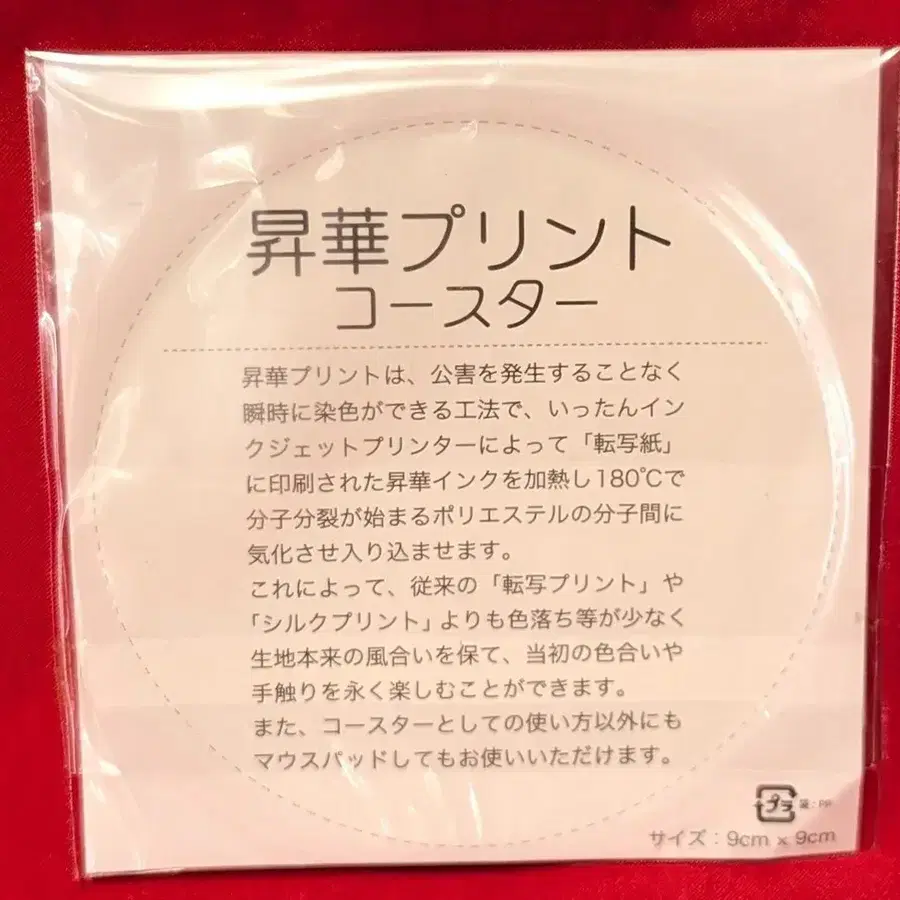 昇華プリント
コースター
昇華プリントは、公害を発生することなく
瞬時に染色ができる工法で、いったんイン
クジェットプリンターによって「転写紙」
に印刷された昇華インクを加熱し180℃で
分子分裂が始まるポリエステルの分子間に
気化させ入り込ませます。
これによって、従来の「転写プリント」や
「シルクプリント」よりも色落ち等が少なく
生地本来の風合いを保て、当初の色合いや
手触りを永く楽しむことができます。
また、コースターとしての使い方以外にも
マウスパッドしてもお使いいただけます。
プラ : PP
サイズ：9cm x 9cm